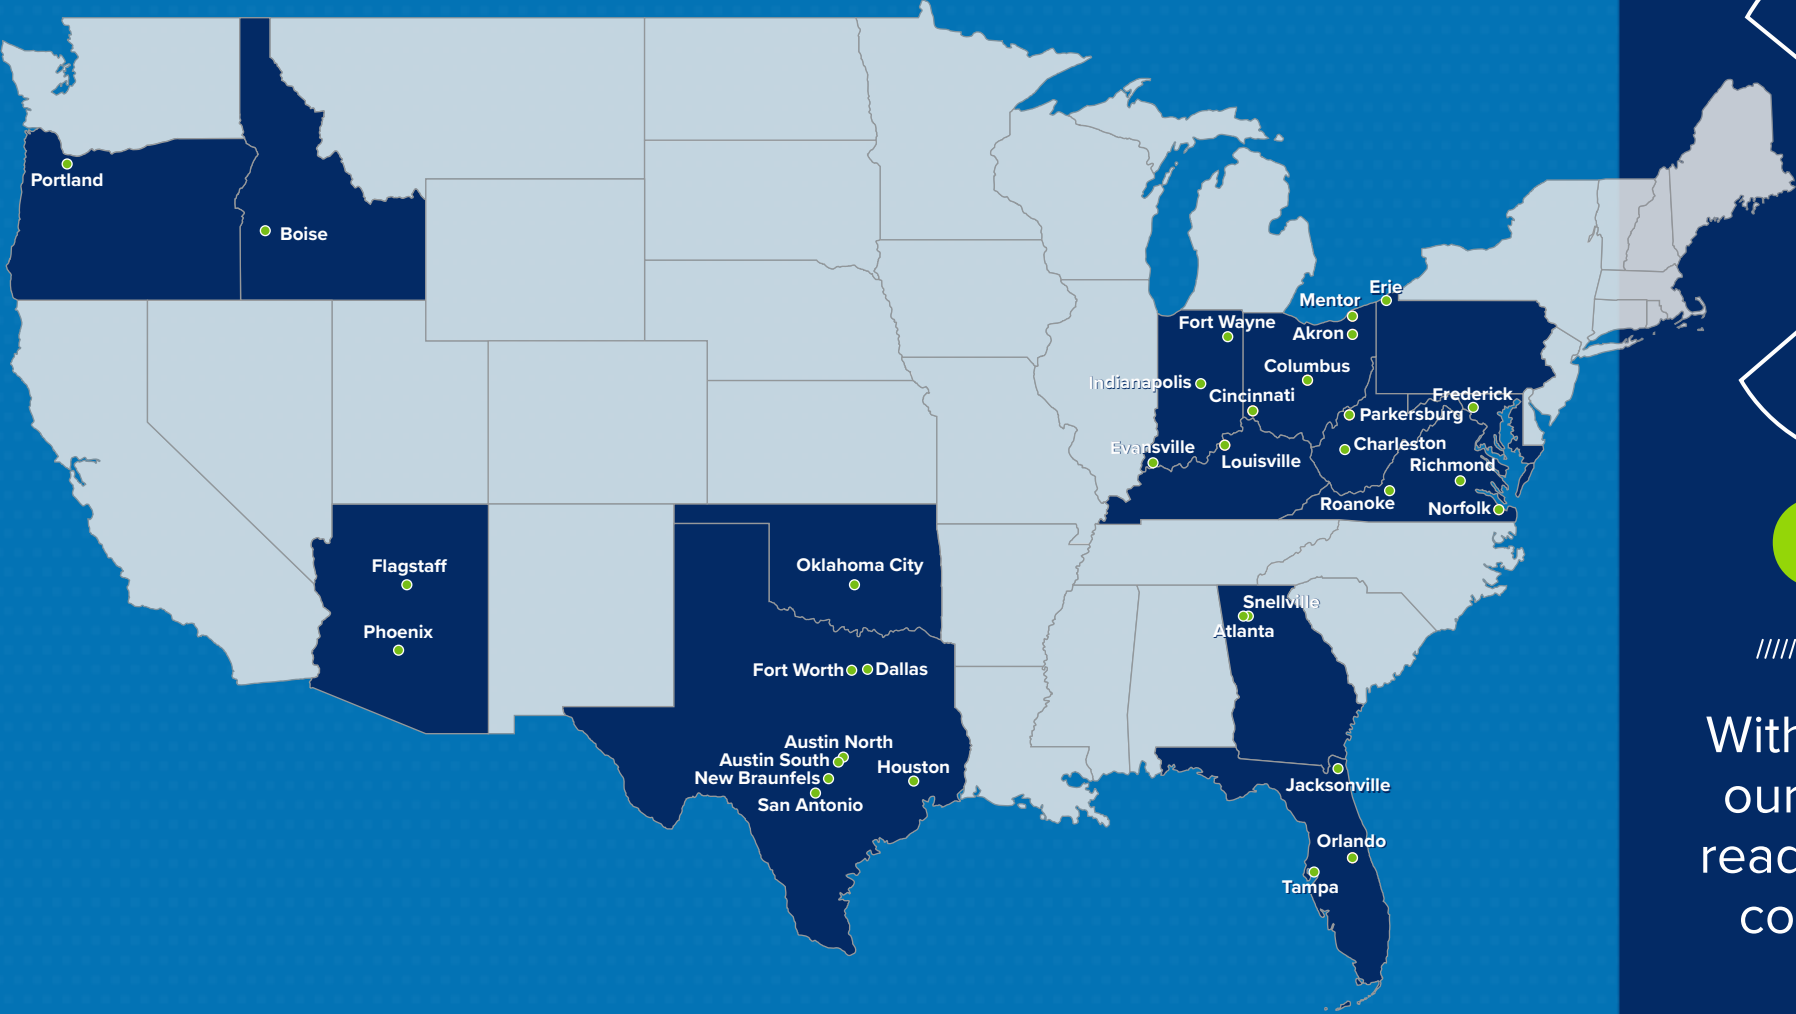 Portland
Boise
Erie
Mentor
Fort Wayne
Akron
Columbus
Indianapolis
Cincinnati
Frederick
Parkersburg
Charleston
Evansville
Louisville
Richmond
Roanoke
Norfolk
Flagstaff
Oklahoma City
Phoenix
Snellville
Atlanta
Fort Worth
Dallas
Austin North
Austin South
Houston
New Braunfels
San Antonio
Jacksonville
Orlando
Tampa
With
our
read
co